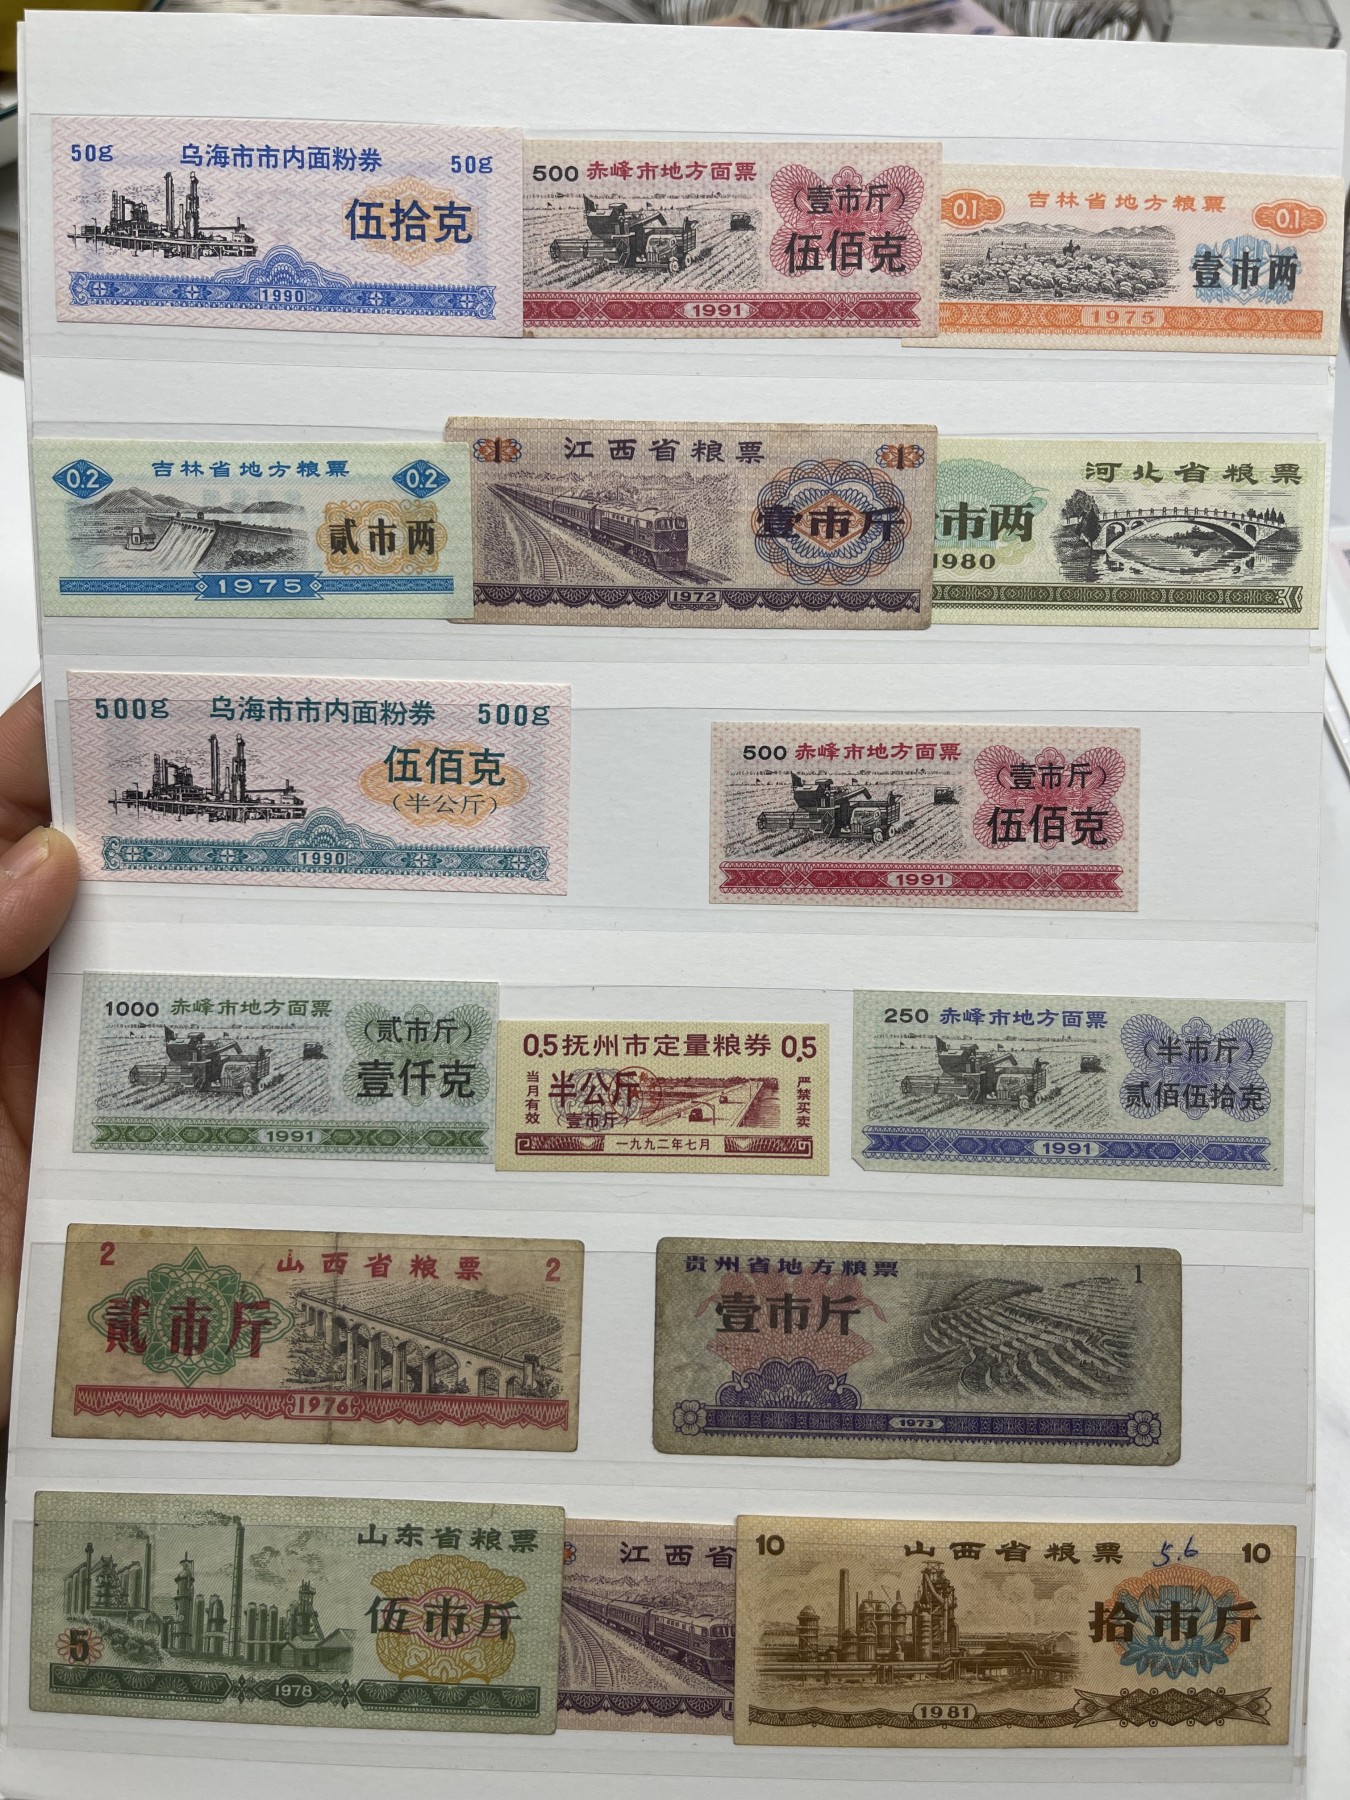 50g 乌海市市内面粉券 50g
伍拾克
1990
500 赤峰市地方面票
(壹市斤)
伍佰克
1991
0.1 吉林省地方粮票 0.1
壹市两
1975
0.2 吉林省地方粮票 0.2
贰市两
1975
1 江西省粮票 1
壹市斤
1972
河北省粮票
市两
1980
500g 乌海市市内面粉券 500g
伍佰克
(半公斤)
1990
500 赤峰市地方面票
(壹市斤)
伍佰克
1991
1000 赤峰市地方面票
(贰市斤)
壹仟克
1991
0.5 抚州市定量粮券 0.5
当月有效
半公斤
(壹市斤)
严禁买卖
一九九二年七月
250 赤峰市地方面票
(半市斤)
贰佰伍拾克
1991
2 山西省粮票 2
贰市斤
1976
贵州省地方粮票 1
壹市斤
1973
山东省粮票
伍市斤
5
1978
江西省
10 山西省粮票 5.6 10
拾市斤
1981